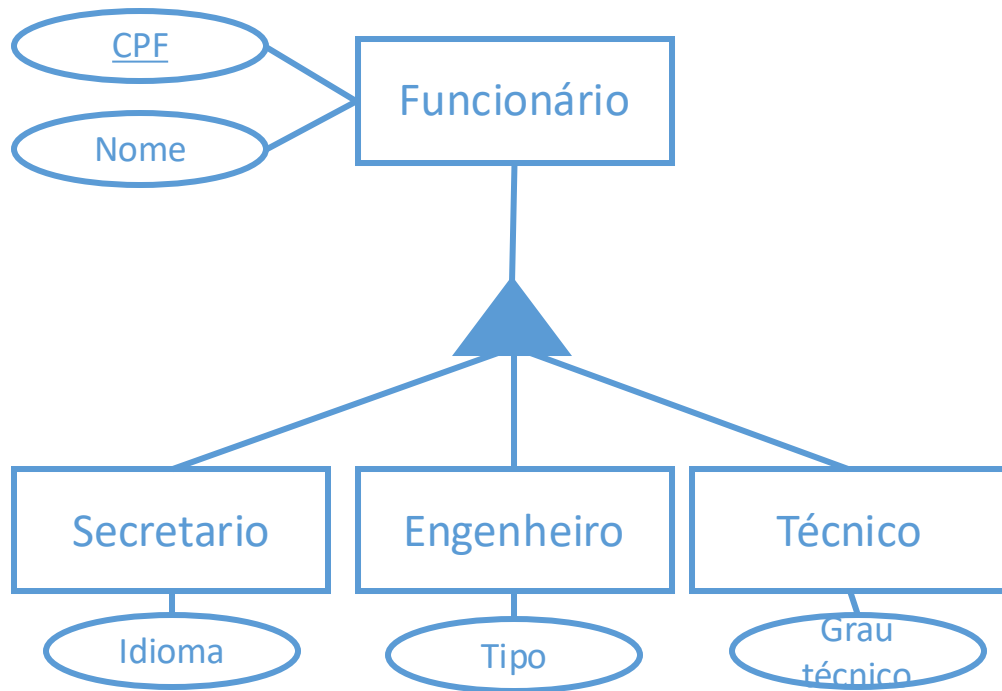 CPF
Funcionário
Nome
Secretario
Engenheiro
Técnico
Idioma
Tipo
Grau
técnico